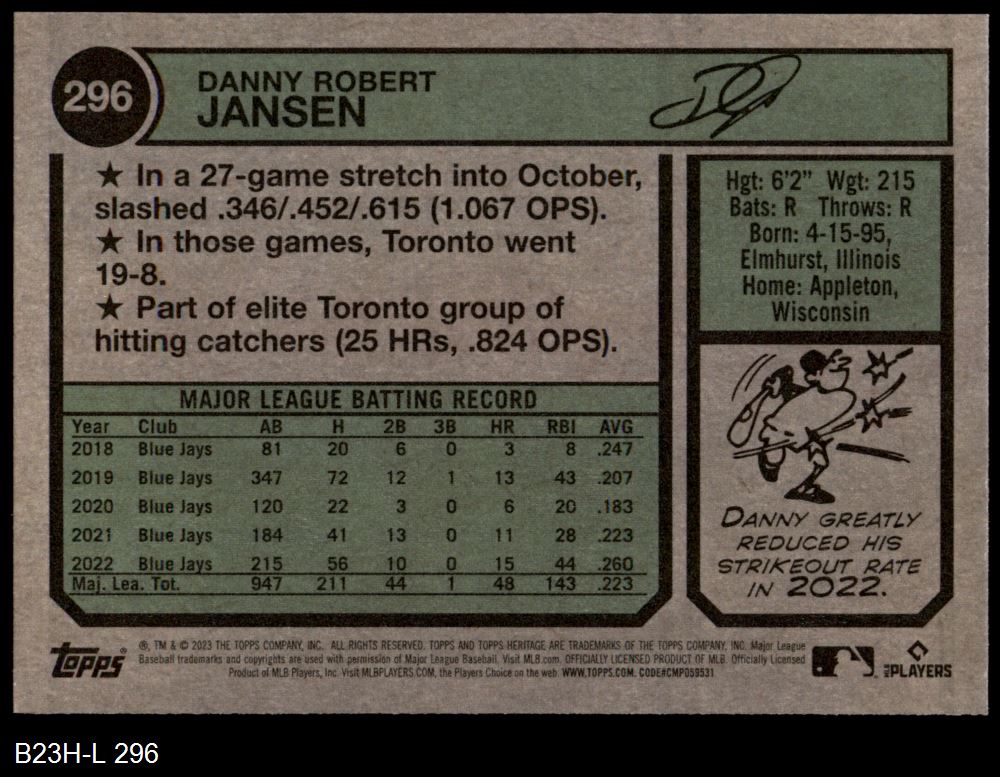 296
DANNY ROBERT
JANSEN
★ In a 27-game stretch into October,
slashed .346/.452/.615 (1.067 OPS).
★ In those games, Toronto went
19-8.
★ Part of elite Toronto group of
hitting catchers (25 HRs, .824 OPS).
Hgt: 6'2" Wgt: 215
Bats: R Throws: R
Born: 4-15-95,
Elmhurst, Illinois
Home: Appleton,
Wisconsin
MAJOR LEAGUE BATTING RECORD
Year Club AB H 2B 3B HR RBI AVG
2018 Blue Jays 81 20 6 0 3 8 .247
2019 Blue Jays 347 72 12 1 13 43 .207
2020 Blue Jays 120 22 3 0 6 20 .183
2021 Blue Jays 184 41 13 0 11 28 .223
2022 Blue Jays 215 56 10 0 15 44 .260
Maj. Lea. Tot. 947 211 44 1 48 143 .223
DANNY GREATLY
REDUCED HIS
STRIKEOUT RATE
IN 2022.
Topps
®, TM & © 2023 THE TOPPS COMPANY, INC. ALL RIGHTS RESERVED. TOPPS AND TOPPS HERITAGE ARE TRADEMARKS OF THE TOPPS COMPANY, INC. Major League
Baseball trademarks and copyrights are used with permission of Major League Baseball. Visit MLB.com. OFFICIALLY LICENSED PRODUCT OF MLB Officially Licensed
Product of MLB Players, Inc. Visit MLBPLAYERS.COM, the Players Choice on the web. WWW.TOPPS.COM. CODE#CMP059531
MLB PLAYERS
B23H-L 296